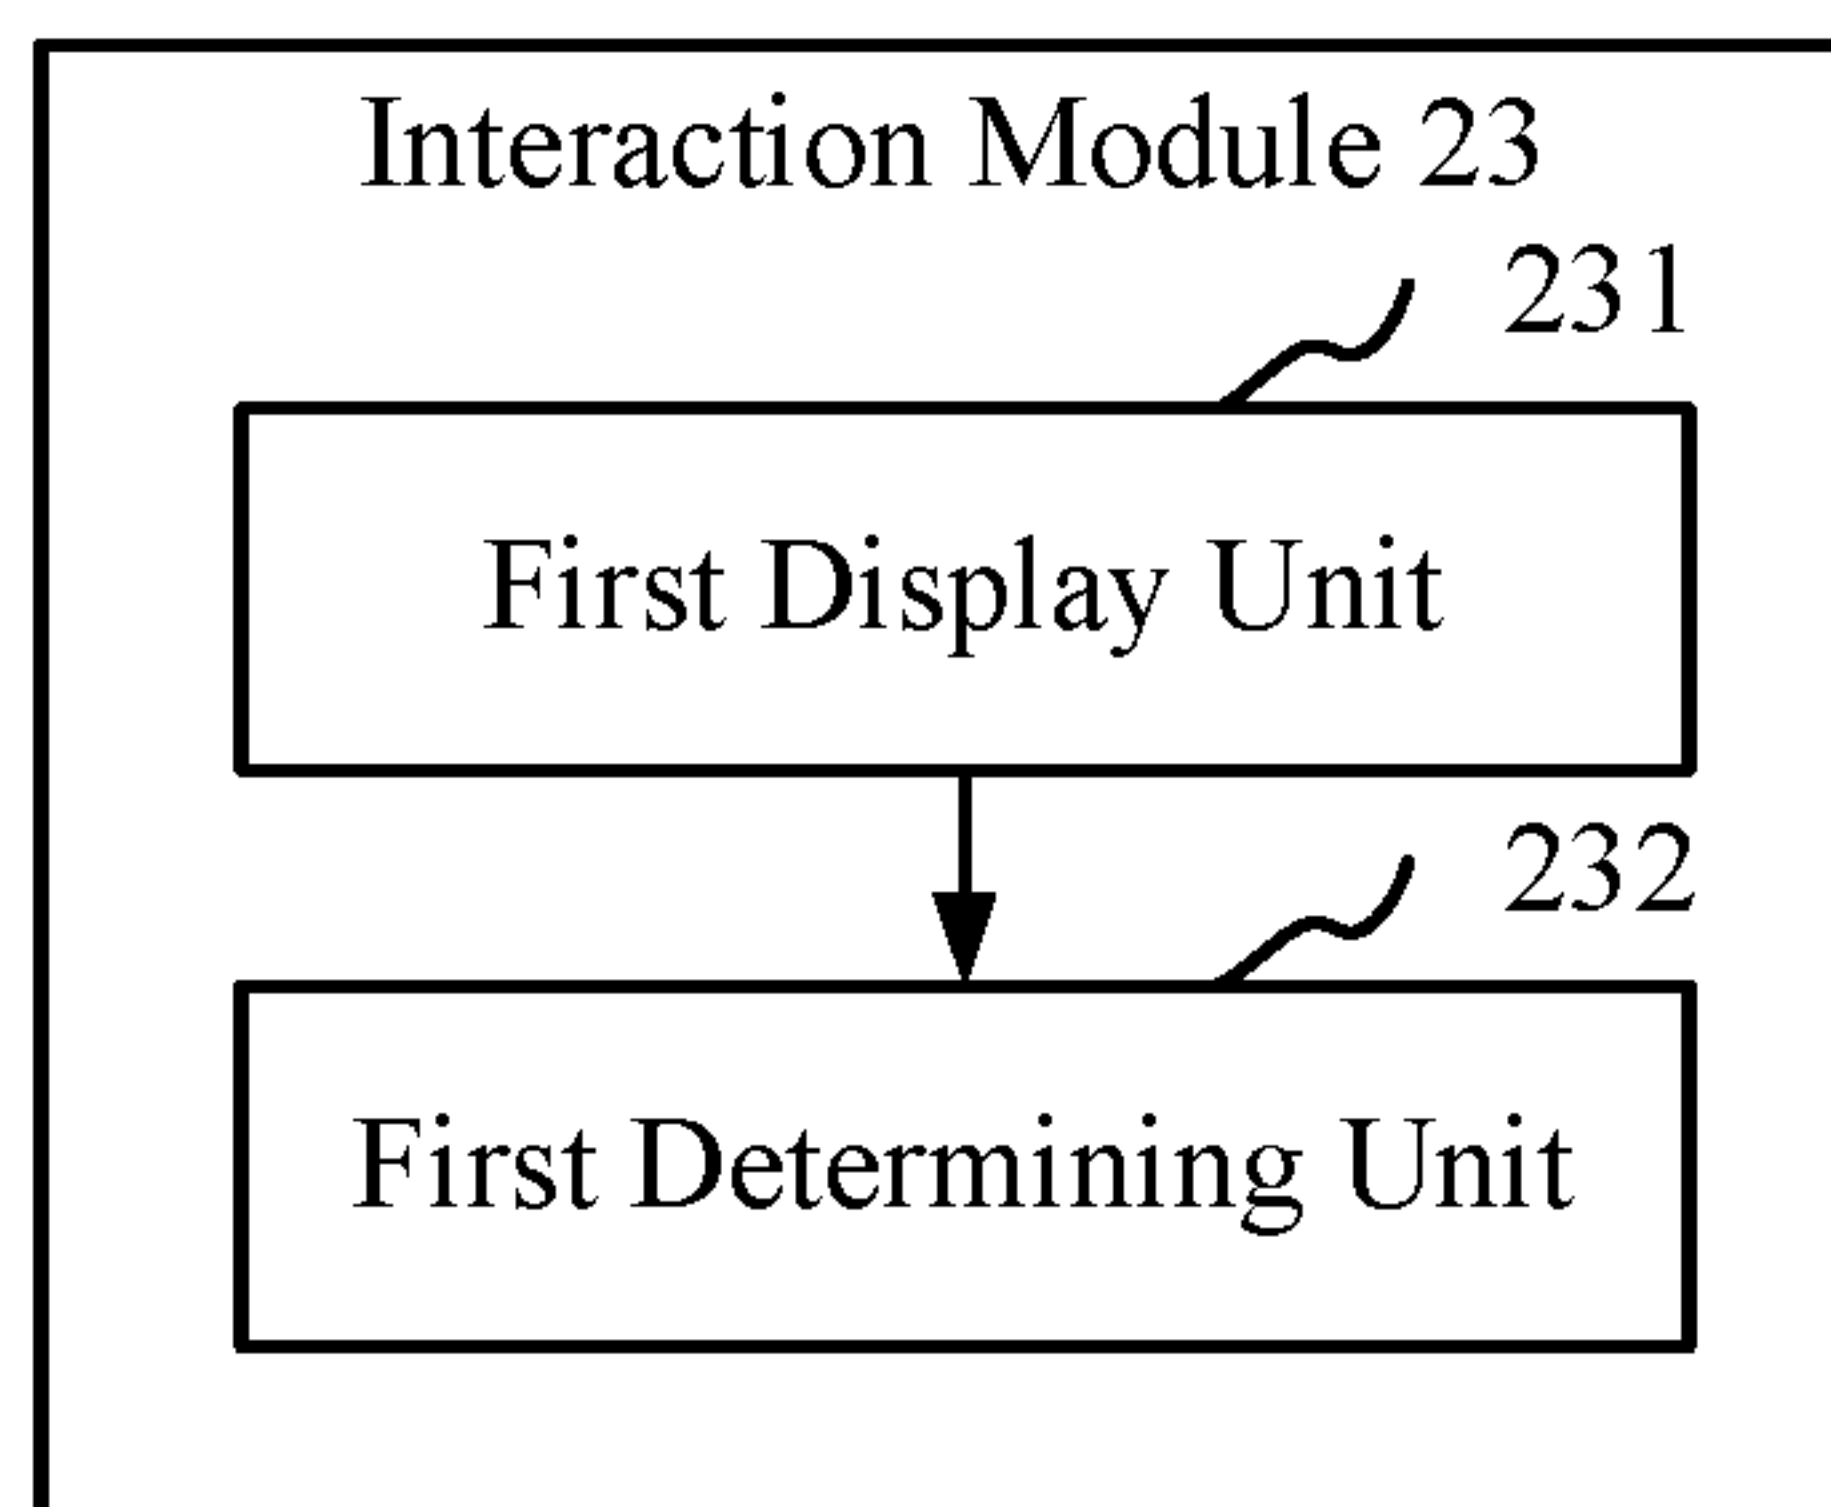 Interaction Module 23
231
First Display Unit
232
First Determining Unit